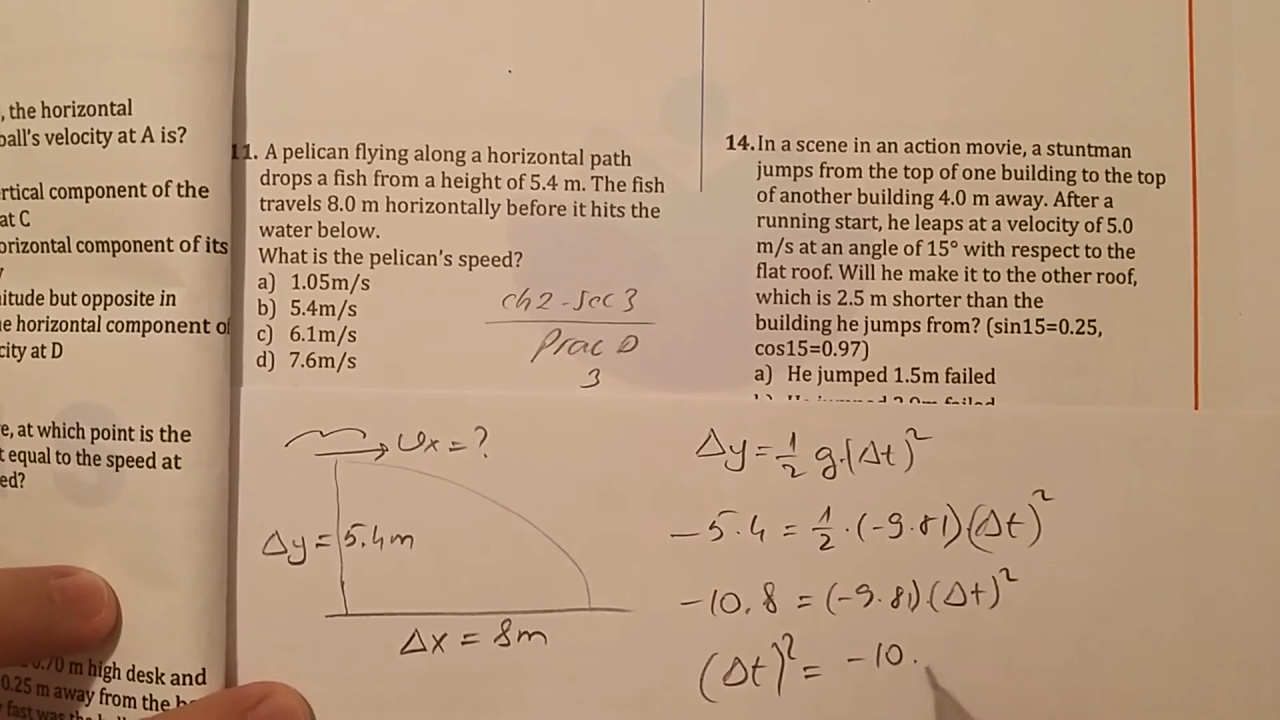 , the horizontal
ball's velocity at A is?
rtical component of the
at C
orizontal component of its
itude but opposite in
e horizontal component of
city at D
e, at which point is the
t equal to the speed at
ed?
0.70 m high desk and
0.25 m away from the
fast was the
11. A pelican flying along a horizontal path
drops a fish from a height of 5.4 m. The fish
travels 8.0 m horizontally before it hits the
water below.
What is the pelican's speed?
a) 1.05m/s
b) 5.4m/s
c) 6.1m/s
d) 7.6m/s
ch2-Sec 3
Prac D
3
14. In a scene in an action movie, a stuntman
jumps from the top of one building to the top
of another building 4.0 m away. After a
running start, he leaps at a velocity of 5.0
m/s at an angle of 15° with respect to the
flat roof. Will he make it to the other roof,
which is 2.5 m shorter than the
building he jumps from? (sin15=0.25,
cos15=0.97)
a) He jumped 1.5m failed
υx = ?
Δy = 5.4m
Δx = 8m
Δy = 1/2 g.(Δt)²
-5.4 = 1/2 · (-9.81)(Δt)²
-10.8 = (-9.81)(Δt)²
(Δt)² = -10.